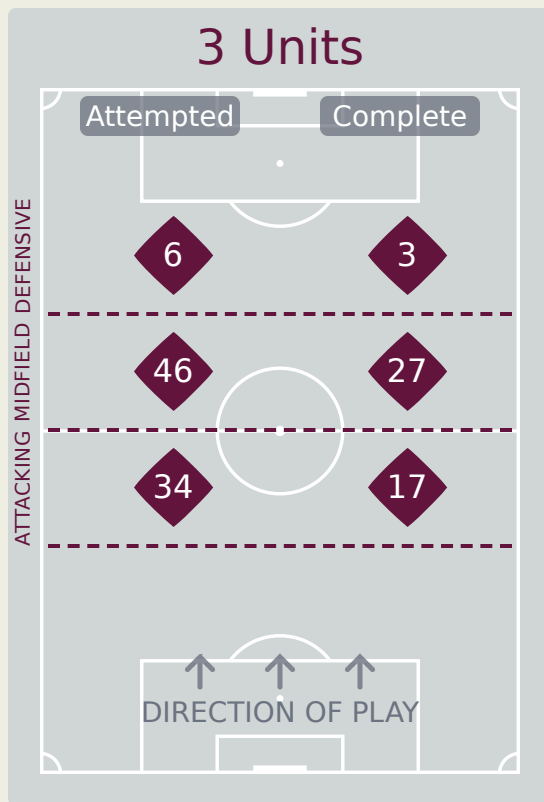 3 Units
Attempted Complete
6 3
46 27
34 17
ATTACKING MIDFIELD DEFENSIVE
DIRECTION OF PLAY